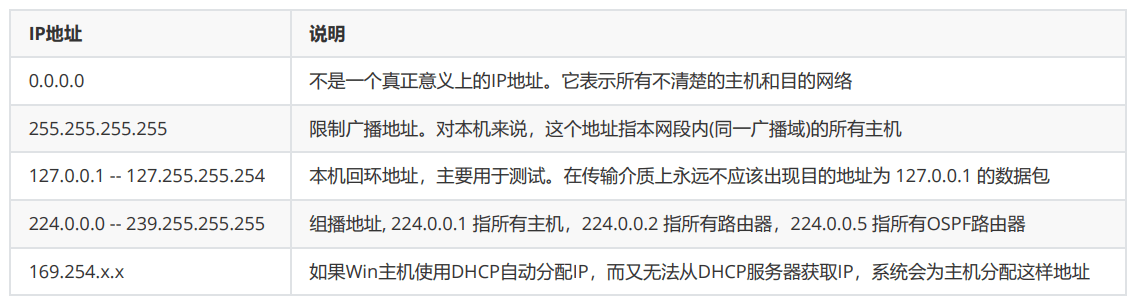 IP地址 说明
0.0.0.0 不是一个真正意义上的IP地址。它表示所有不清楚的主机和目的网络
255.255.255.255 限制广播地址。对本机来说，这个地址指本网段内(同一广播域)的所有主机
127.0.0.1 -- 127.255.255.254 本机回环地址，主要用于测试。在传输介质上永远不应该出现目的地址为 127.0.0.1 的数据包
224.0.0.0 -- 239.255.255.255 组播地址, 224.0.0.1 指所有主机，224.0.0.2 指所有路由器，224.0.0.5 指所有OSPF路由器
169.254.x.x 如果Win主机使用DHCP自动分配IP，而又无法从DHCP服务器获取IP，系统会为主机分配这样地址